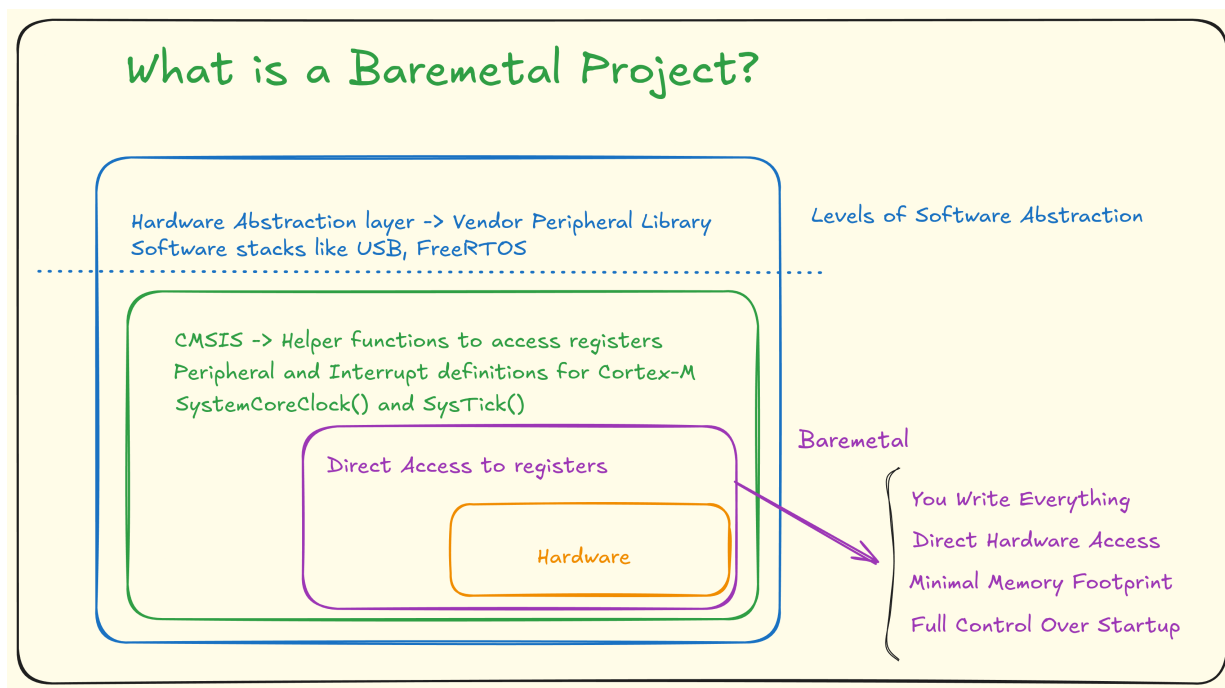 What is a Baremetal Project?
Hardware Abstraction layer -> Vendor Peripheral Library
Software stacks like USB, FreeRTOS
Levels of Software Abstraction
CMSIS -> Helper functions to access registers
Peripheral and Interrupt definitions for Cortex-M
SystemCoreClock() and SysTick()
Direct Access to registers
Hardware
Baremetal
You Write Everything
Direct Hardware Access
Minimal Memory Footprint
Full Control Over Startup